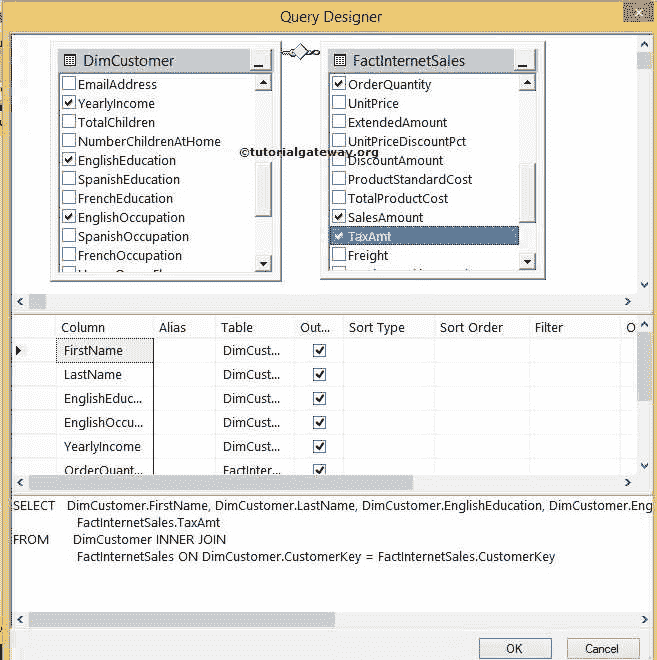 Query Designer
DimCustomer
EmailAddress
YearlyIncome
TotalChildren
NumberChildrenAtHome
EnglishEducation
SpanishEducation
FrenchEducation
EnglishOccupation
SpanishOccupation
FrenchOccupation
FactInternetSales
OrderQuantity
UnitPrice
ExtendedAmount
UnitPriceDiscountPct
DiscountAmount
ProductStandardCost
TotalProductCost
SalesAmount
TaxAmt
Freight
©tutorialgateway.org
Column Alias Table Out... Sort Type Sort Order Filter O
FirstName DimCust...
LastName DimCust...
EnglishEduc... DimCust...
EnglishOccu... DimCust...
YearlyIncome DimCust...
OrderQuant... FactInter...
SELECT DimCustomer.FirstName, DimCustomer.LastName, DimCustomer.EnglishEducation, DimCustomer.Eng
FactInternetSales.TaxAmt
FROM DimCustomer INNER JOIN
FactInternetSales ON DimCustomer.CustomerKey = FactInternetSales.CustomerKey
OK Cancel